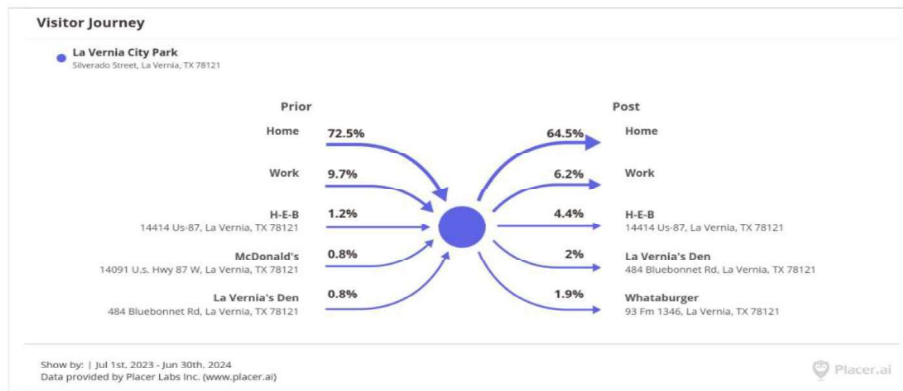 Visitor Journey
La Vernia City Park
Silverado Street, La Vernia, TX 78121
Prior
Post
Home
72.5%
64.5%
Home
Work
9.7%
6.2%
Work
H-E-B
14414 Us-87, La Vernia, TX 78121
1.2%
4.4%
H-E-B
14414 Us-87, La Vernia, TX 78121
McDonald's
14091 U.s. Hwy 87 W, La Vernia, TX 78121
0.8%
2%
La Vernia's Den
484 Bluebonnet Rd, La Vernia, TX 78121
La Vernia's Den
484 Bluebonnet Rd, La Vernia, TX 78121
0.8%
1.9%
Whataburger
93 Fm 1346, La Vernia, TX 78121
Show by: | Jul 1st, 2023 - Jun 30th, 2024
Data provided by Placer Labs Inc. (www.placer.ai)
Placer.ai